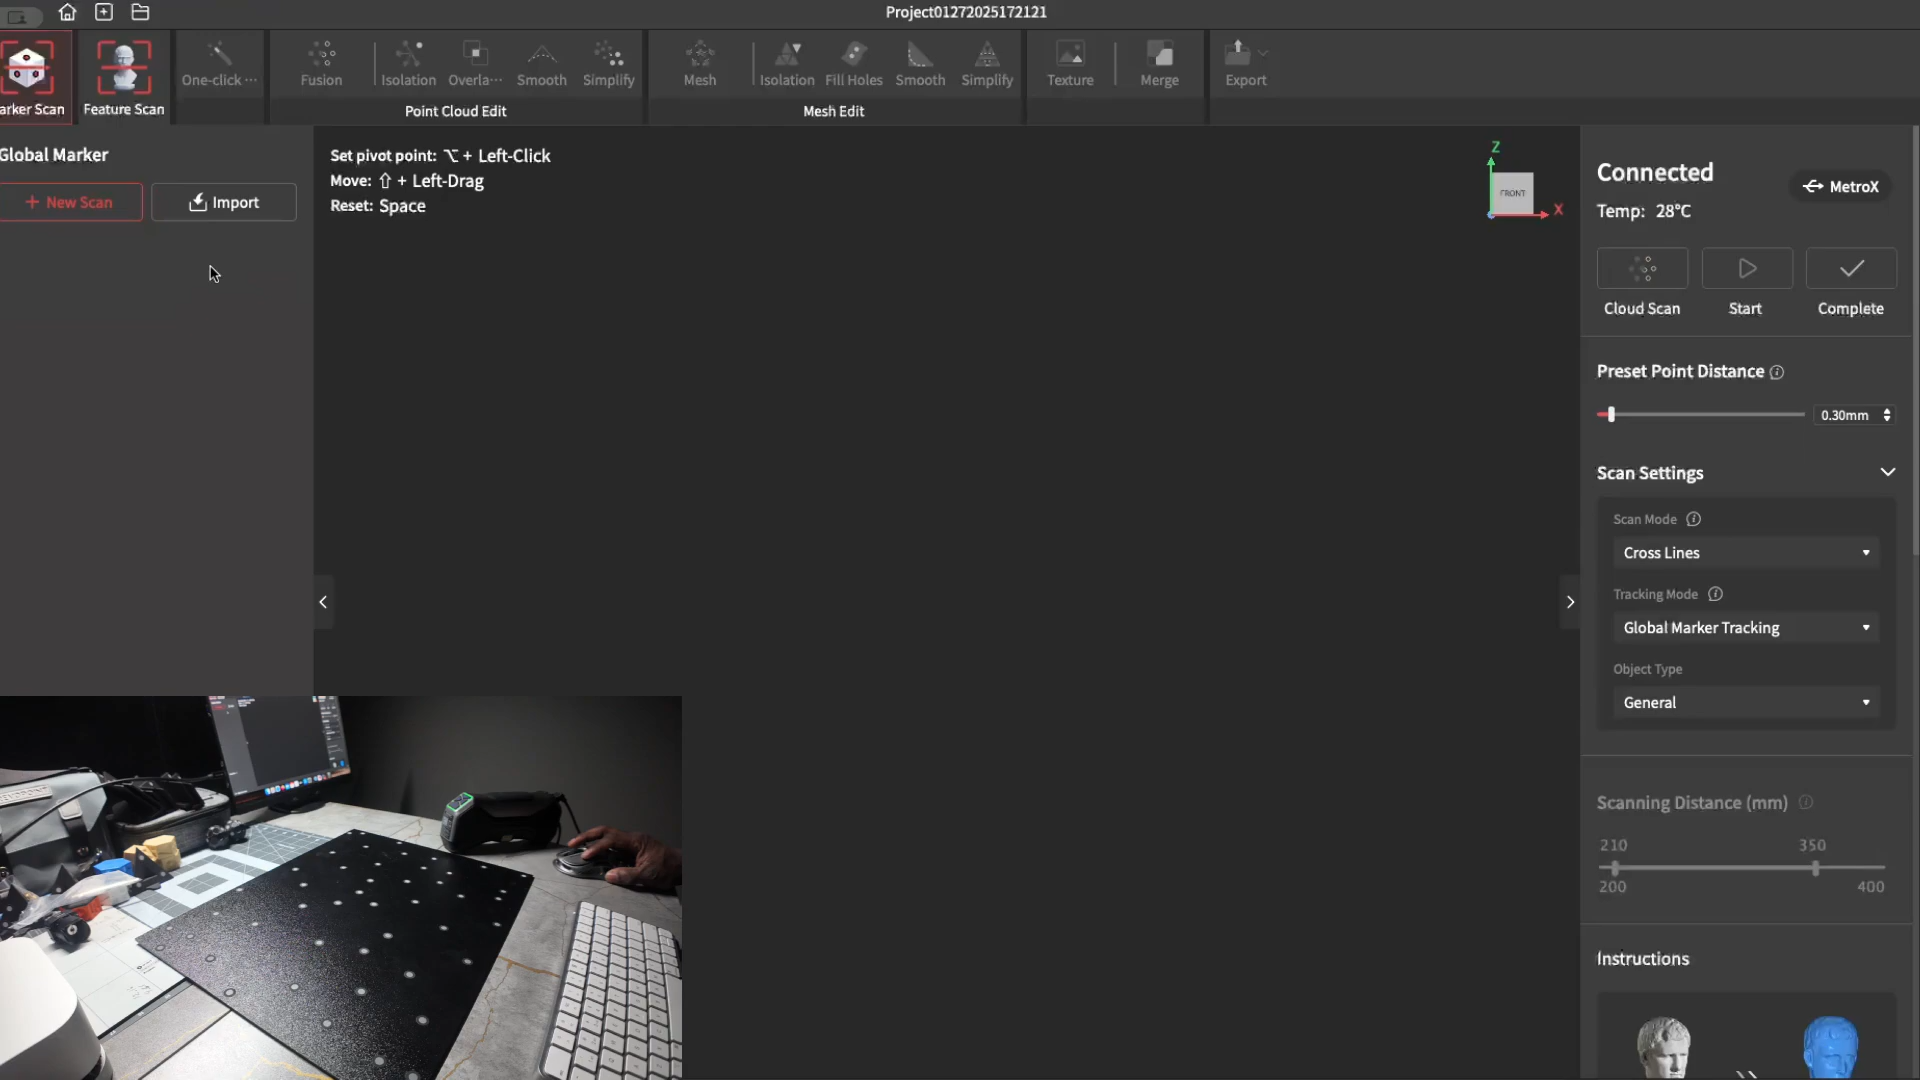 Project01272025172121
arker Scan
Feature Scan
One-click ···
Fusion
Isolation
Overla···
Smooth
Simplify
Point Cloud Edit
Mesh
Isolation
Fill Holes
Smooth
Simplify
Mesh Edit
Texture
Merge
Export
Global Marker
+ New Scan
Import
Set pivot point: ⌥ + Left-Click
Move: ⇧ + Left-Drag
Reset: Space
Z
FRONT
X
Connected
MetroX
Temp: 28°C
Cloud Scan
Start
Complete
Preset Point Distance
0.30mm
Scan Settings
Scan Mode
Cross Lines
Tracking Mode
Global Marker Tracking
Object Type
General
Scanning Distance (mm)
210 350
200 400
Instructions